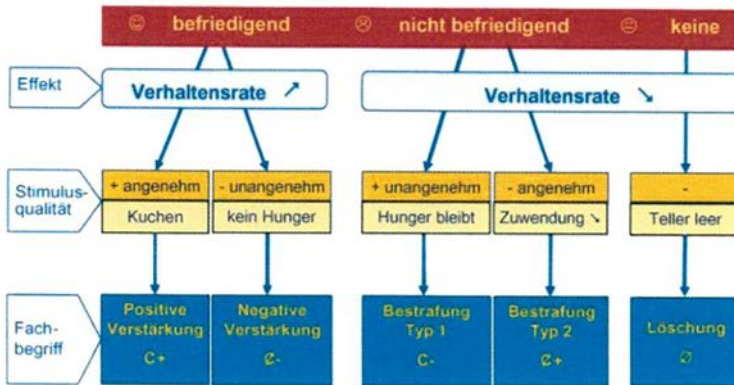 ☺ befriedigend ☹ nicht befriedigend 😐 keine
Effekt
Verhaltensrate ↗
Verhaltensrate ↘
Stimulus-
qualität
+ angenehm - unangenehm + unangenehm - angenehm -
Kuchen kein Hunger Hunger bleibt Zuwendung ↘ Teller leer
Fach-
begriff
Positive
Verstärkung
C+
Negative
Verstärkung
₡-
Bestrafung
Typ 1
C-
Bestrafung
Typ 2
₡+
Löschung
Ø